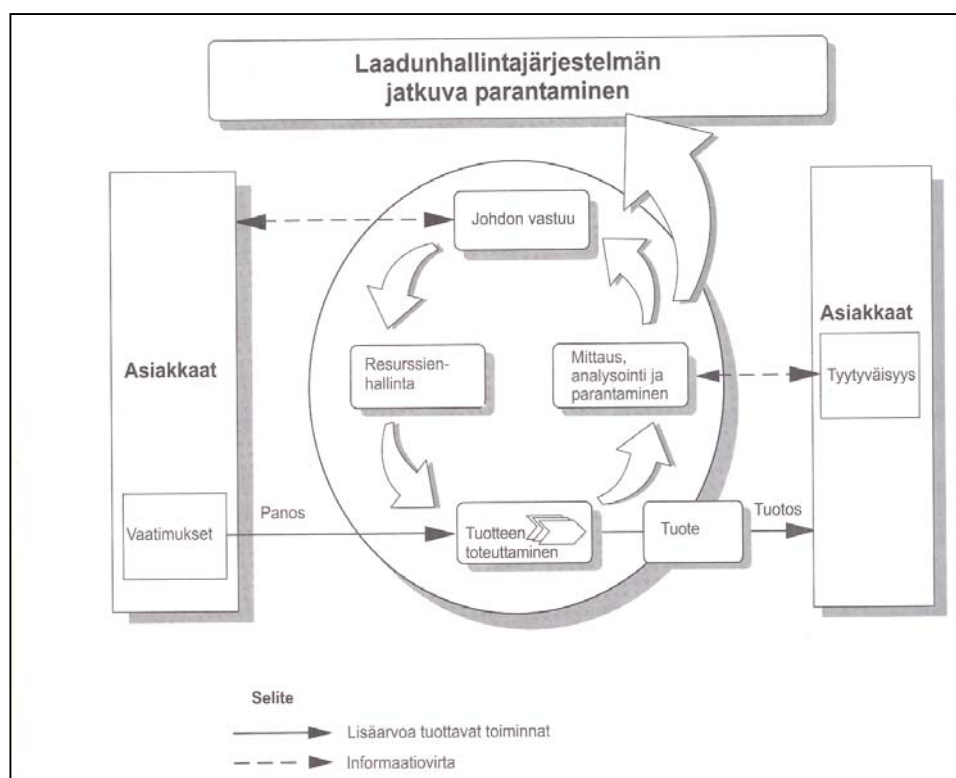 Laadunhallintajärjestelmän
jatkuva parantaminen
Johdon vastuu
Asiakkaat
Resurssien-
hallinta
Mittaus,
analysointi ja
parantaminen
Asiakkaat
Tyytyväisyys
Vaatimukset
Panos
Tuotteen
toteuttaminen
Tuote
Tuotos
Selite
Lisäarvoa tuottavat toiminnat
Informaatiovirta